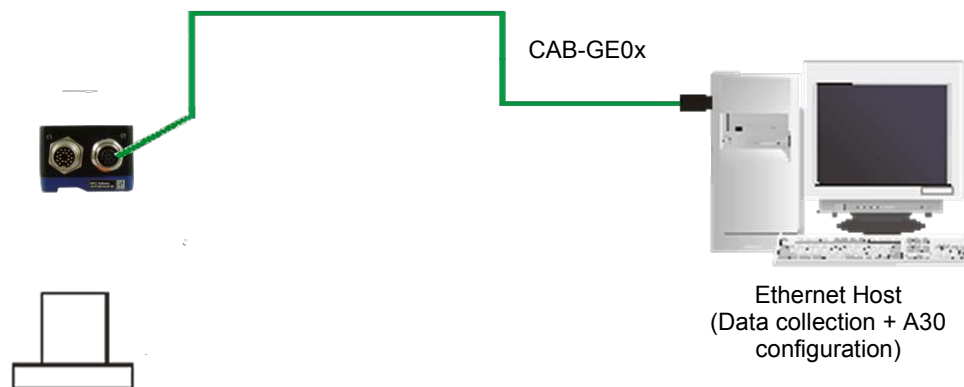 CAB-GE0x
Ethernet Host
(Data collection + A30
configuration)